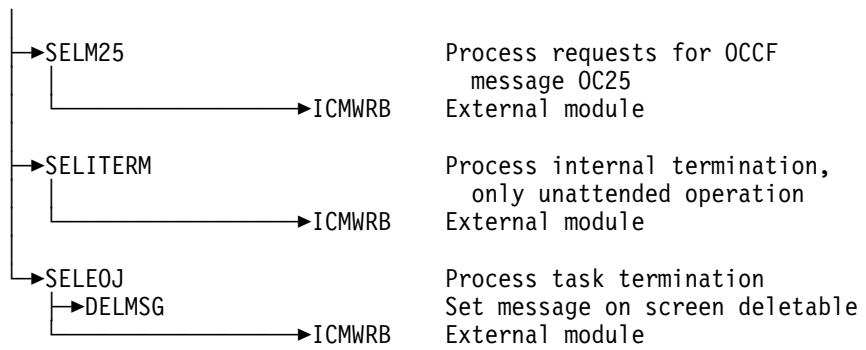 SELM25 Process requests for OCCF
message OC25
ICMWRB External module
SELITERM Process internal termination,
only unattended operation
ICMWRB External module
SELEOJ Process task termination
DELMSG Set message on screen deletable
ICMWRB External module